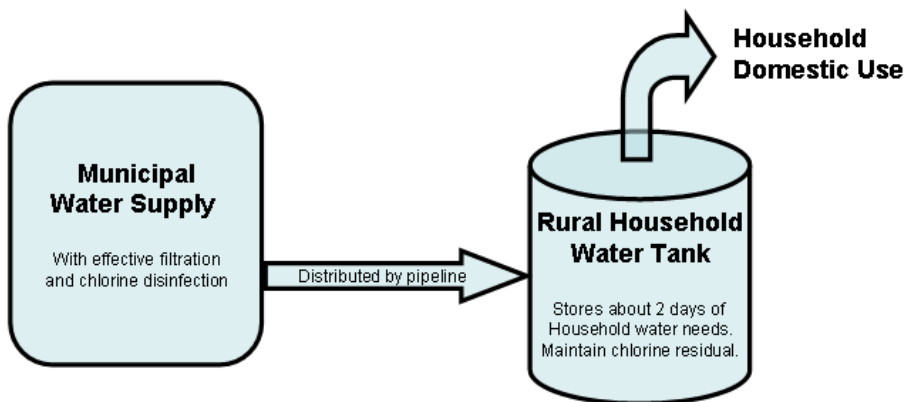 Municipal
Water Supply
With effective filtration
and chlorine disinfection
Distributed by pipeline
Household
Domestic Use
Rural Household
Water Tank
Stores about 2 days of
Household water needs.
Maintain chlorine residual.